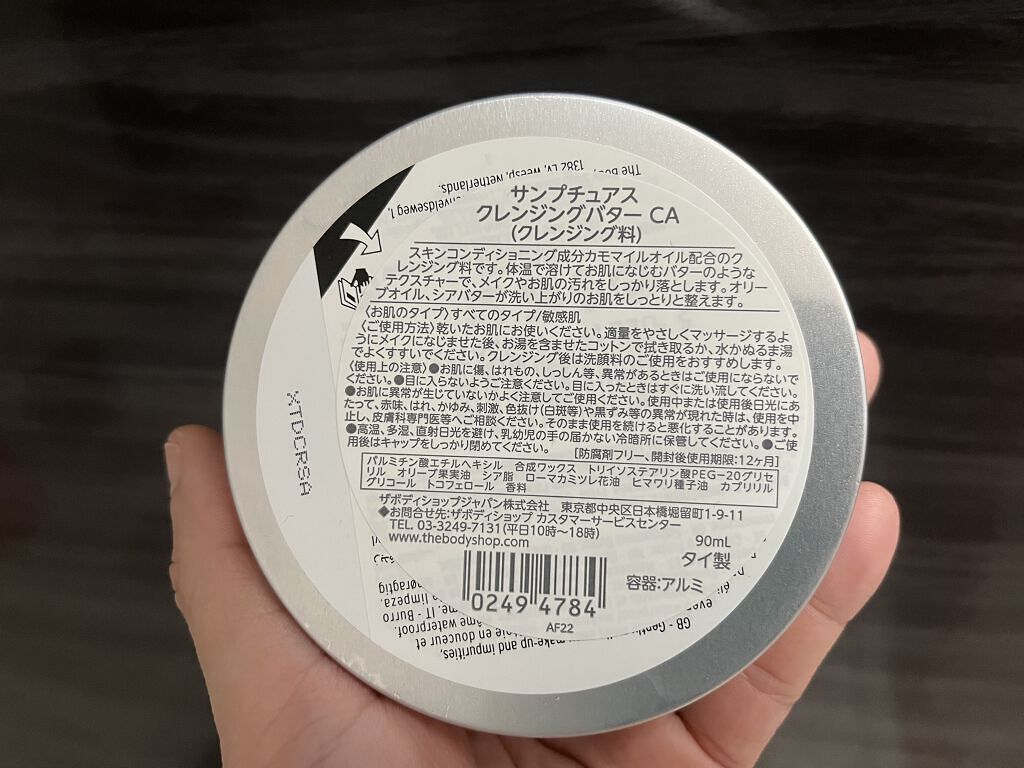 The Bod
1382 LV, Weesp, Netherlands.
サンプチュアス
クレンジングバター CA
(クレンジング料)
スキンコンディショニング成分カモマイルオイル配合のク
レンジング料です。体温で溶けてお肌になじむバターのような
テクスチャーで、メイクやお肌の汚れをしっかり落とします。オリー
ブオイル、シアバターが洗い上がりのお肌をしっとりと整えます。
〈お肌のタイプ〉すべてのタイプ/敏感肌
〈ご使用方法〉乾いたお肌にお使いください。適量をやさしくマッサージするよ
うにメイクになじませた後、お湯を含ませたコットンで拭き取るか、水かぬるま湯
でよくすすいでください。クレンジング後は洗顔料のご使用をおすすめします。
〈使用上の注意〉●お肌に傷、はれもの、しっしん等、異常があるときはご使用にならないで
ください。●目に入らないようご注意ください。目に入ったときはすぐに洗い流してください。
●お肌に異常が生じていないかよく注意してご使用ください。使用中または使用後日光にあ
たって、赤味、はれ、かゆみ、刺激、色抜け(白斑等)や黒ずみ等の異常が現れた時は、使用を中
止し、皮膚科専門医等へご相談ください。そのまま使用を続けると悪化することがあります。
●高温、多湿、直射日光を避け、乳幼児の手の届かない冷暗所に保管してください。●ご使
用後はキャップをしっかり閉めてください。 [防腐剤フリー、開封後使用期限:12ヶ月]
パルミチン酸エチルヘキシル 合成ワックス トリイソステアリン酸PEG-20グリセ
リル オリーブ果実油 シア脂 ローマカミツレ花油 ヒマワリ種子油 カプリリル
グリコール トコフェロール 香料
ザボディショップジャパン株式会社 東京都中央区日本橋堀留町1-9-11
◆お問合せ先:ザボディショップ カスタマーサービスセンター
TEL. 03-3249-7131(平日10時〜18時)
www.thebodyshop.com
90mL
タイ製
容器:アルミ
0249 4784
AF22
XTDCRSA
GB - Gentl
make-up and impurities,
en douceur et
waterproof.
IT - Burro
limpeza.